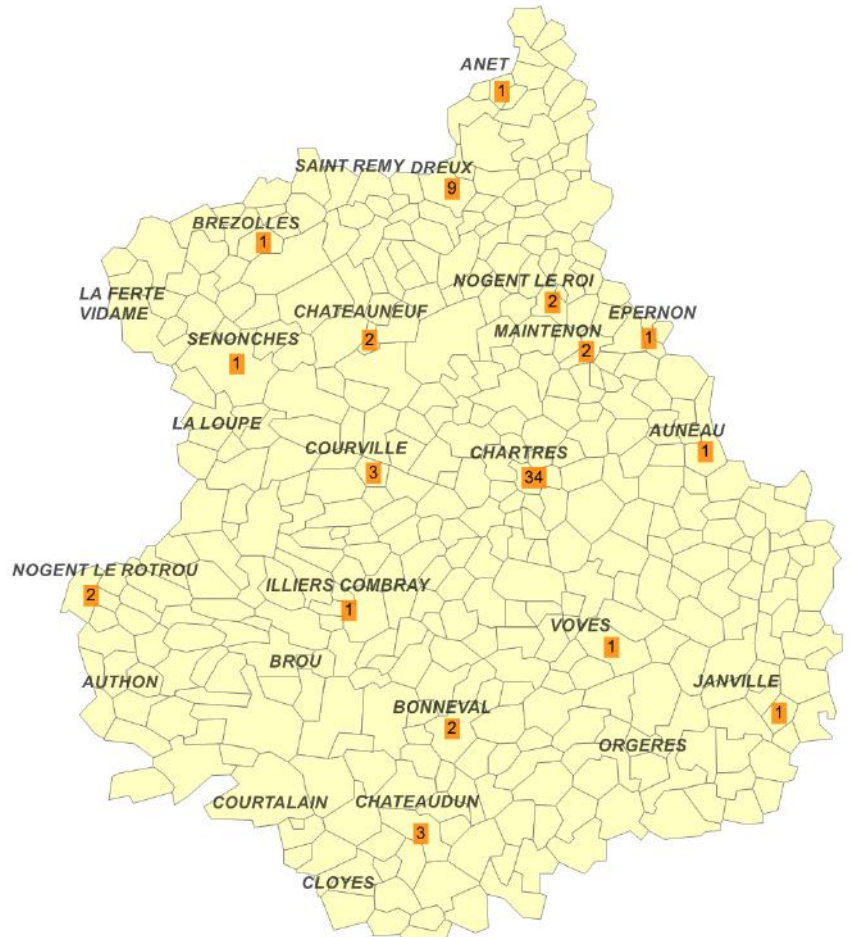 ANET
1
SAINT REMY DREUX
9
BREZOLLES
1
NOGENT LE ROI
2
LA FERTE
VIDAME
CHATEAUNEUF
2
EPERNON
1
MAINTENON
2
SENONCHES
1
LA LOUPE
AUNEAU
1
COURVILLE
3
CHARTRES
34
NOGENT LE ROTROU
2
ILLIERS COMBRAY
1
VOVES
1
BROU
AUTHON
JANVILLE
1
BONNEVAL
2
ORGERES
COURTALAIN
CHATEAUDUN
3
CLOYES